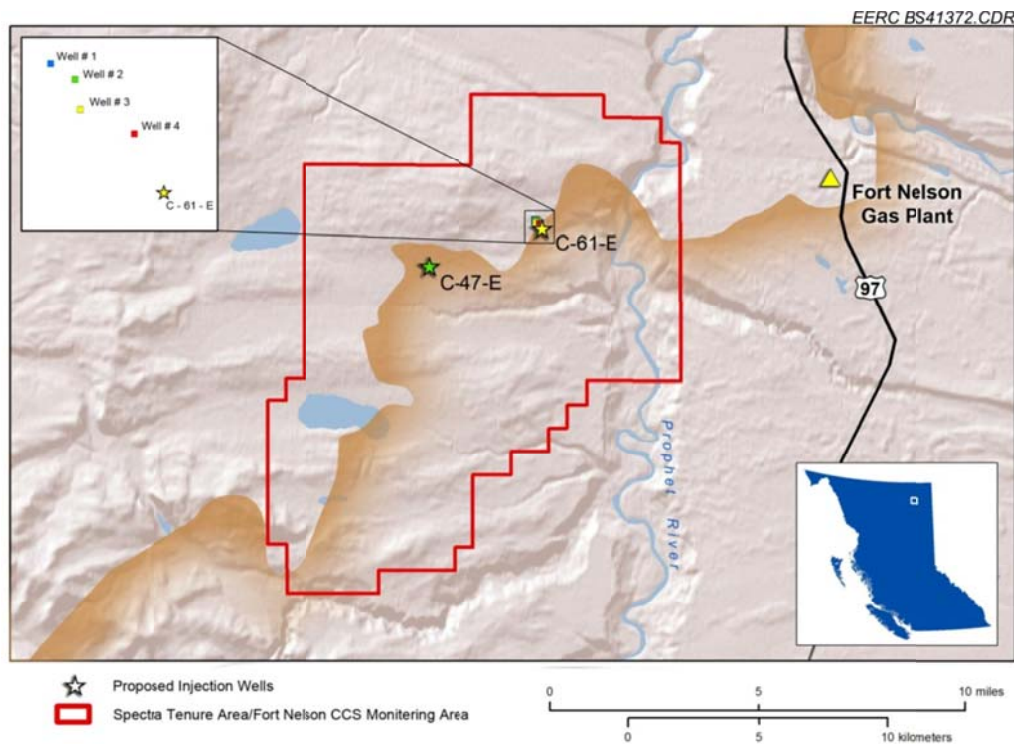 EERC BS41372.CDR
Well # 1
Well # 2
Well # 3
Well # 4
C - 61 - E
C-61-E
C-47-E
Fort Nelson
Gas Plant
97
Prophet River
Proposed Injection Wells
Spectra Tenure Area/Fort Nelson CCS Monitering Area
0 5 10 miles
0 5 10 kilometers